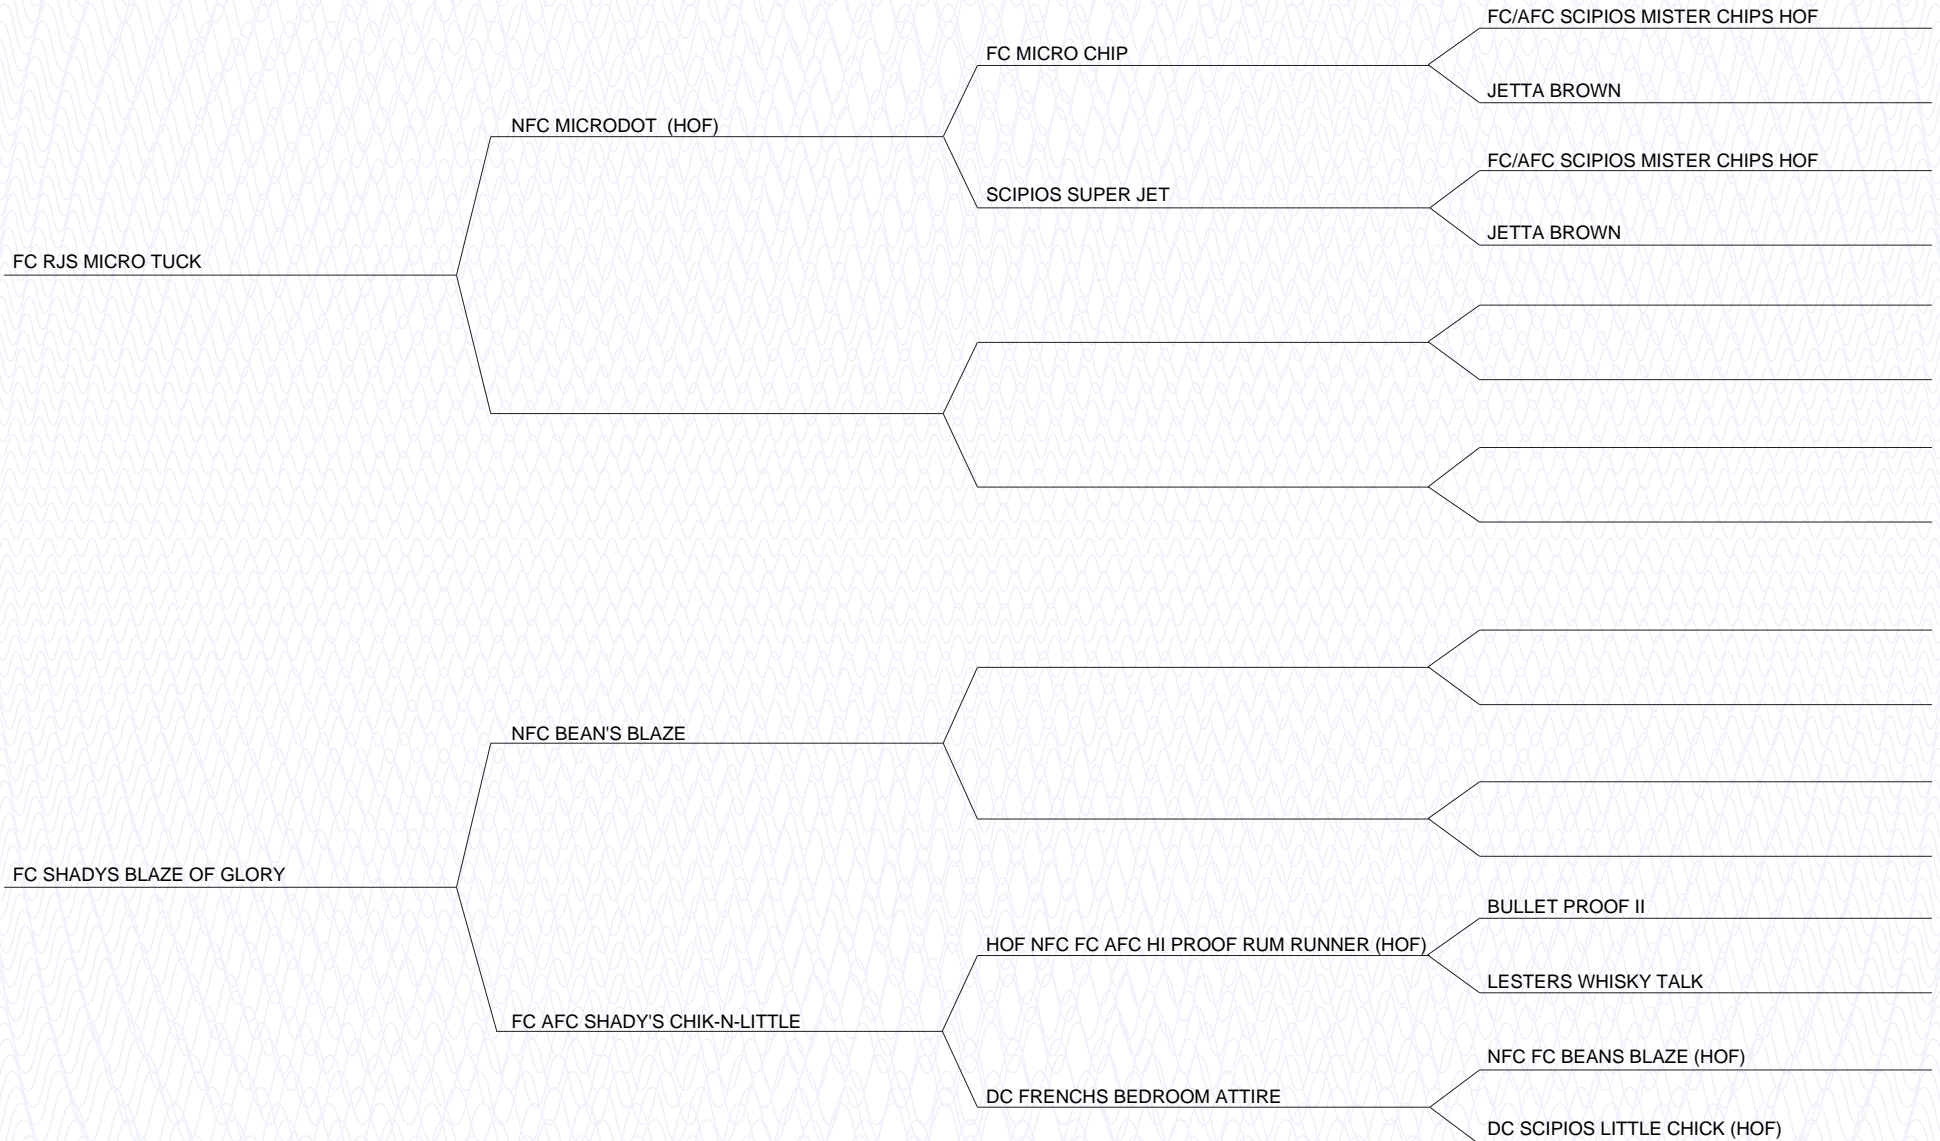 FC/AFC SCIPIOS MISTER CHIPS HOF
FC MICRO CHIP
JETTA BROWN
NFC MICRODOT  (HOF)
FC/AFC SCIPIOS MISTER CHIPS HOF
SCIPIOS SUPER JET
JETTA BROWN
FC RJS MICRO TUCK
NFC BEAN'S BLAZE
FC SHADYS BLAZE OF GLORY
BULLET PROOF II
HOF NFC FC AFC HI PROOF RUM RUNNER (HOF)
LESTERS WHISKY TALK
FC AFC SHADY'S CHIK-N-LITTLE
NFC FC BEANS BLAZE (HOF)
DC FRENCHS BEDROOM ATTIRE
DC SCIPIOS LITTLE CHICK (HOF)